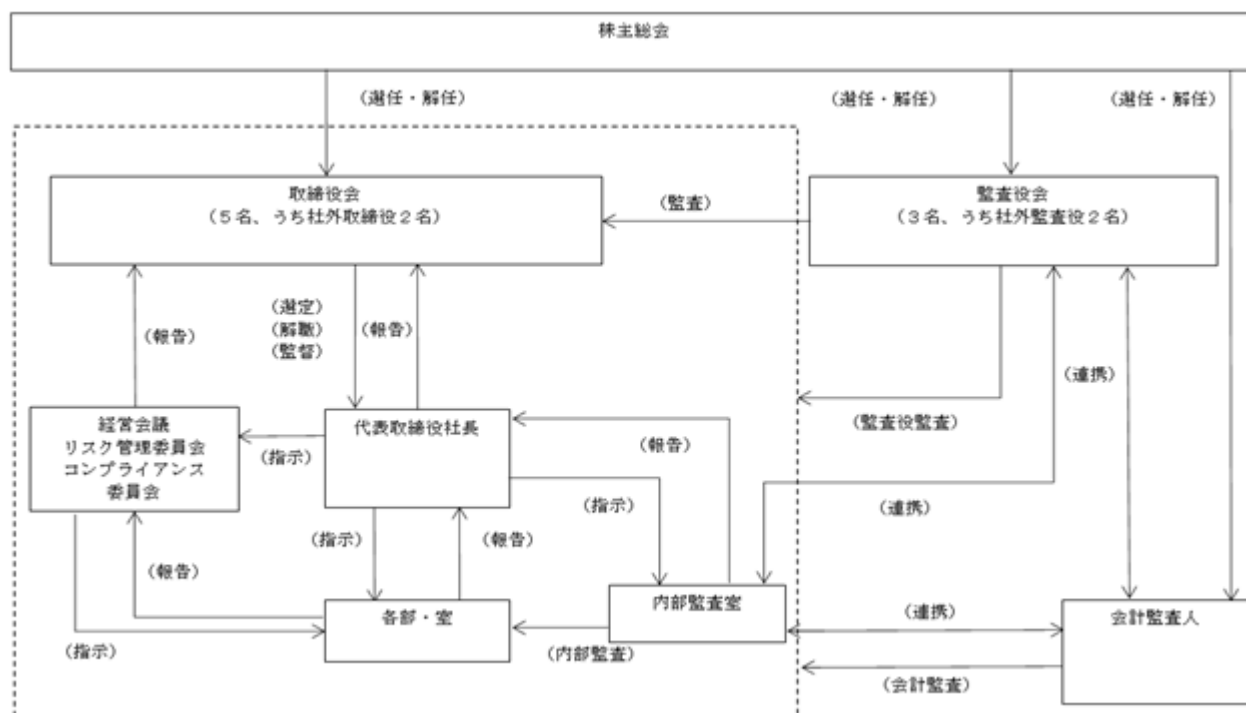 株主総会
（選任・解任）
（選任・解任）
（選任・解任）
取締役会
（５名、うち社外取締役２名）
（監査）
監査役会
（３名、うち社外監査役２名）
（報告）
（選定）
（解職）
（監督）
（報告）
（連携）
経営会議
リスク管理委員会
コンプライアンス
委員会
（指示）
代表取締役社長
（報告）
（監査役監査）
（指示）
（報告）
（指示）
（連携）
（報告）
各部・室
内部監査室
（連携）
会計監査人
（指示）
（内部監査）
（会計監査）